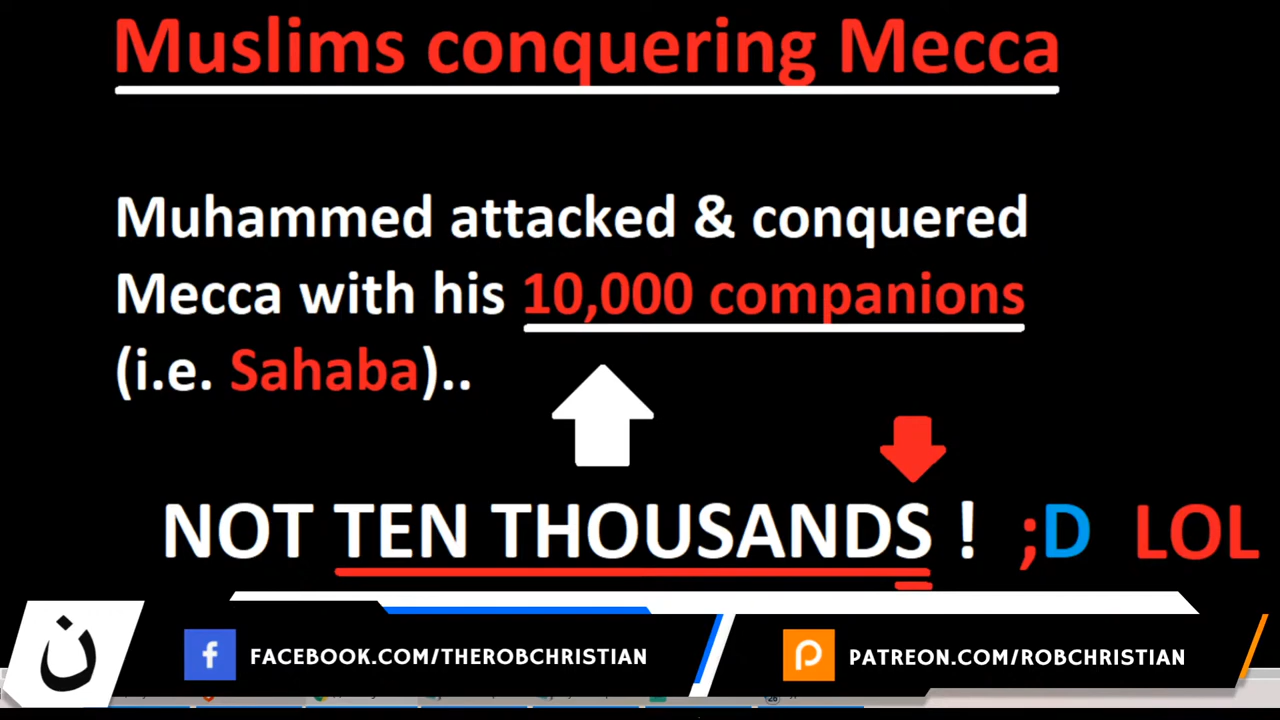 Muslims conquering Mecca
Muhammed attacked & conquered
Mecca with his 10,000 companions
(i.e. Sahaba)..
NOT TEN THOUSANDS ! ;D LOL
ن
f FACEBOOK.COM/THEROBCHRISTIAN
PATREON.COM/ROBCHRISTIAN